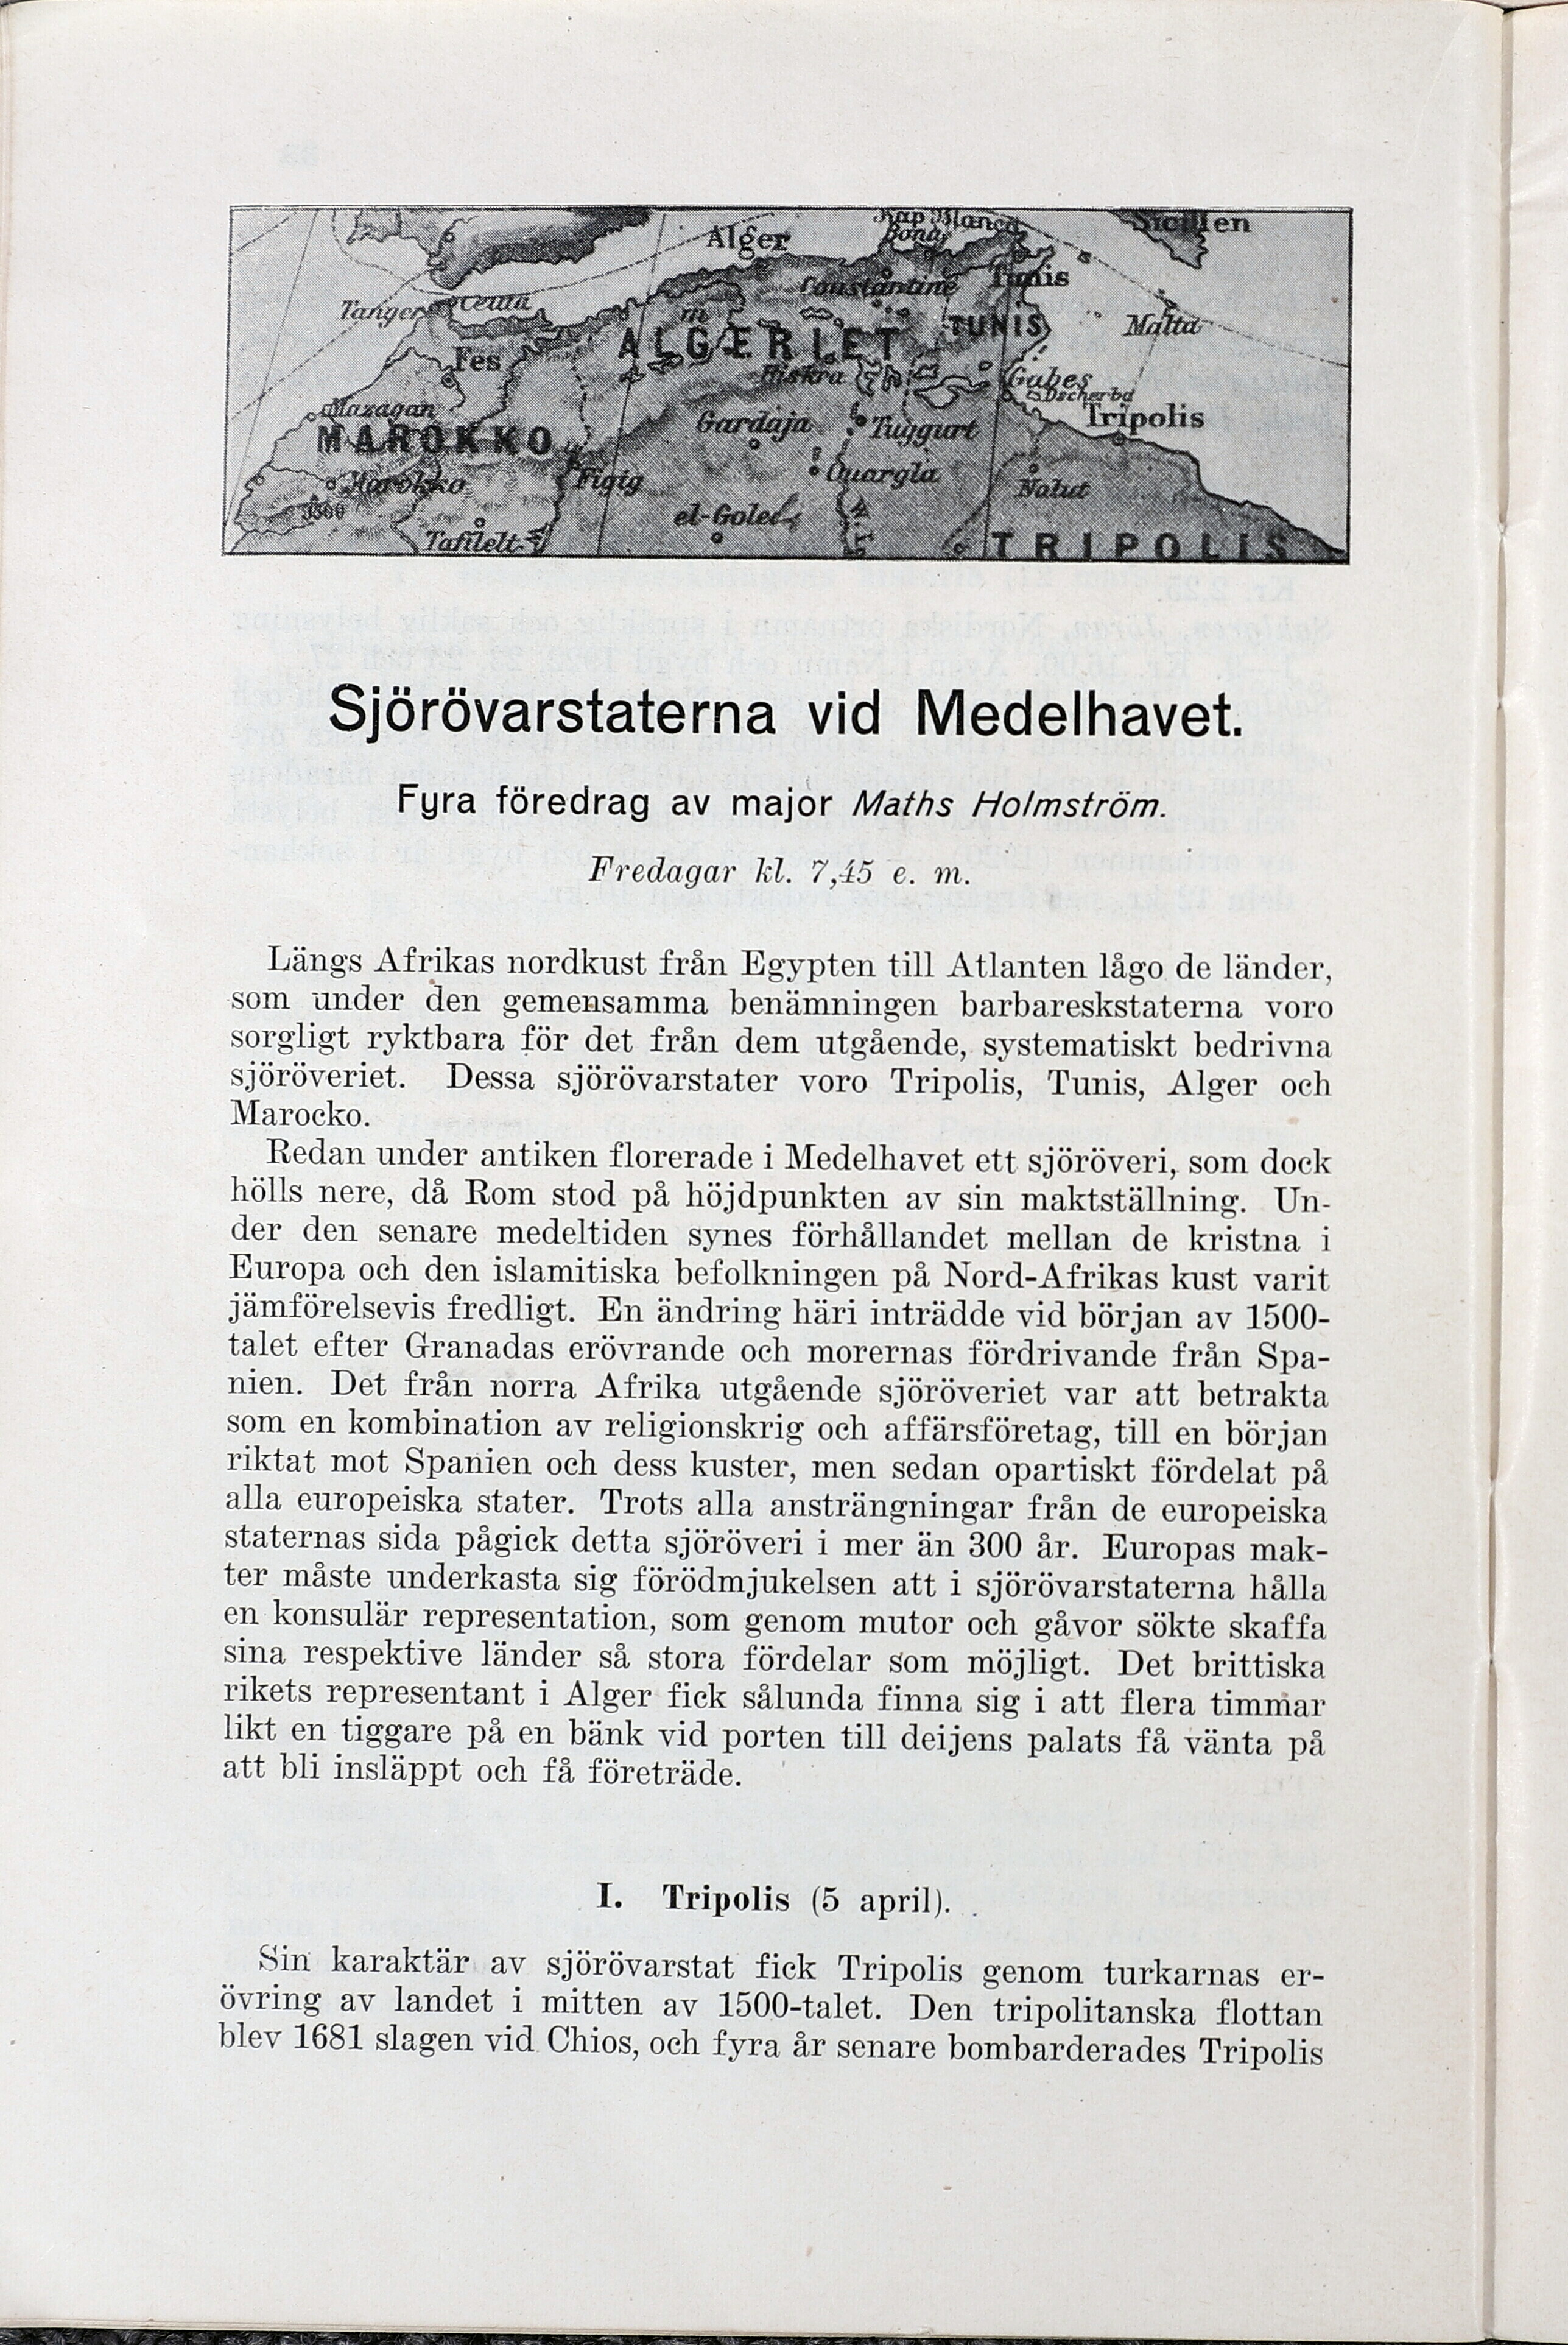 Alger
Kap Blanco
Bona
Sicilien
Constantine
Tunis
Tanger
Ceuta
ALGERIET
TUNIS
Malta
Fes
Biskra
Gabes
Dscherba
Mazagan
Gardaja
Tuggurt
Tripolis
MAROKKO
Marokko
Figig
Ouargla
Nalut
3500
el-Golea
Tafilelt
TRIPOLIS
Sjörövarstaterna vid Medelhavet.
Fyra föredrag av major Maths Holmström.
Fredagar kl. 7,45 e. m.
Längs Afrikas nordkust från Egypten till Atlanten lågo de länder,
som under den gemensamma benämningen barbareskstaterna voro
sorgligt ryktbara för det från dem utgående, systematiskt bedrivna
sjöröveriet. Dessa sjörövarstater voro Tripolis, Tunis, Alger och
Marocko.
Redan under antiken florerade i Medelhavet ett sjöröveri, som dock
hölls nere, då Rom stod på höjdpunkten av sin maktställning. Un-
der den senare medeltiden synes förhållandet mellan de kristna i
Europa och den islamitiska befolkningen på Nord-Afrikas kust varit
jämförelsevis fredligt. En ändring häri inträdde vid början av 1500-
talet efter Granadas erövrande och morernas fördrivande från Spa-
nien. Det från norra Afrika utgående sjöröveriet var att betrakta
som en kombination av religionskrig och affärsföretag, till en början
riktat mot Spanien och dess kuster, men sedan opartiskt fördelat på
alla europeiska stater. Trots alla ansträngningar från de europeiska
staternas sida pågick detta sjöröveri i mer än 300 år. Europas mak-
ter måste underkasta sig förödmjukelsen att i sjörövarstaterna hålla
en konsulär representation, som genom mutor och gåvor sökte skaffa
sina respektive länder så stora fördelar som möjligt. Det brittiska
rikets representant i Alger fick sålunda finna sig i att flera timmar
likt en tiggare på en bänk vid porten till deijens palats få vänta på
att bli insläppt och få företräde.
I. Tripolis (5 april).
Sin karaktär av sjörövarstat fick Tripolis genom turkarnas er-
övring av landet i mitten av 1500-talet. Den tripolitanska flottan
blev 1681 slagen vid Chios, och fyra år senare bombarderades Tripolis